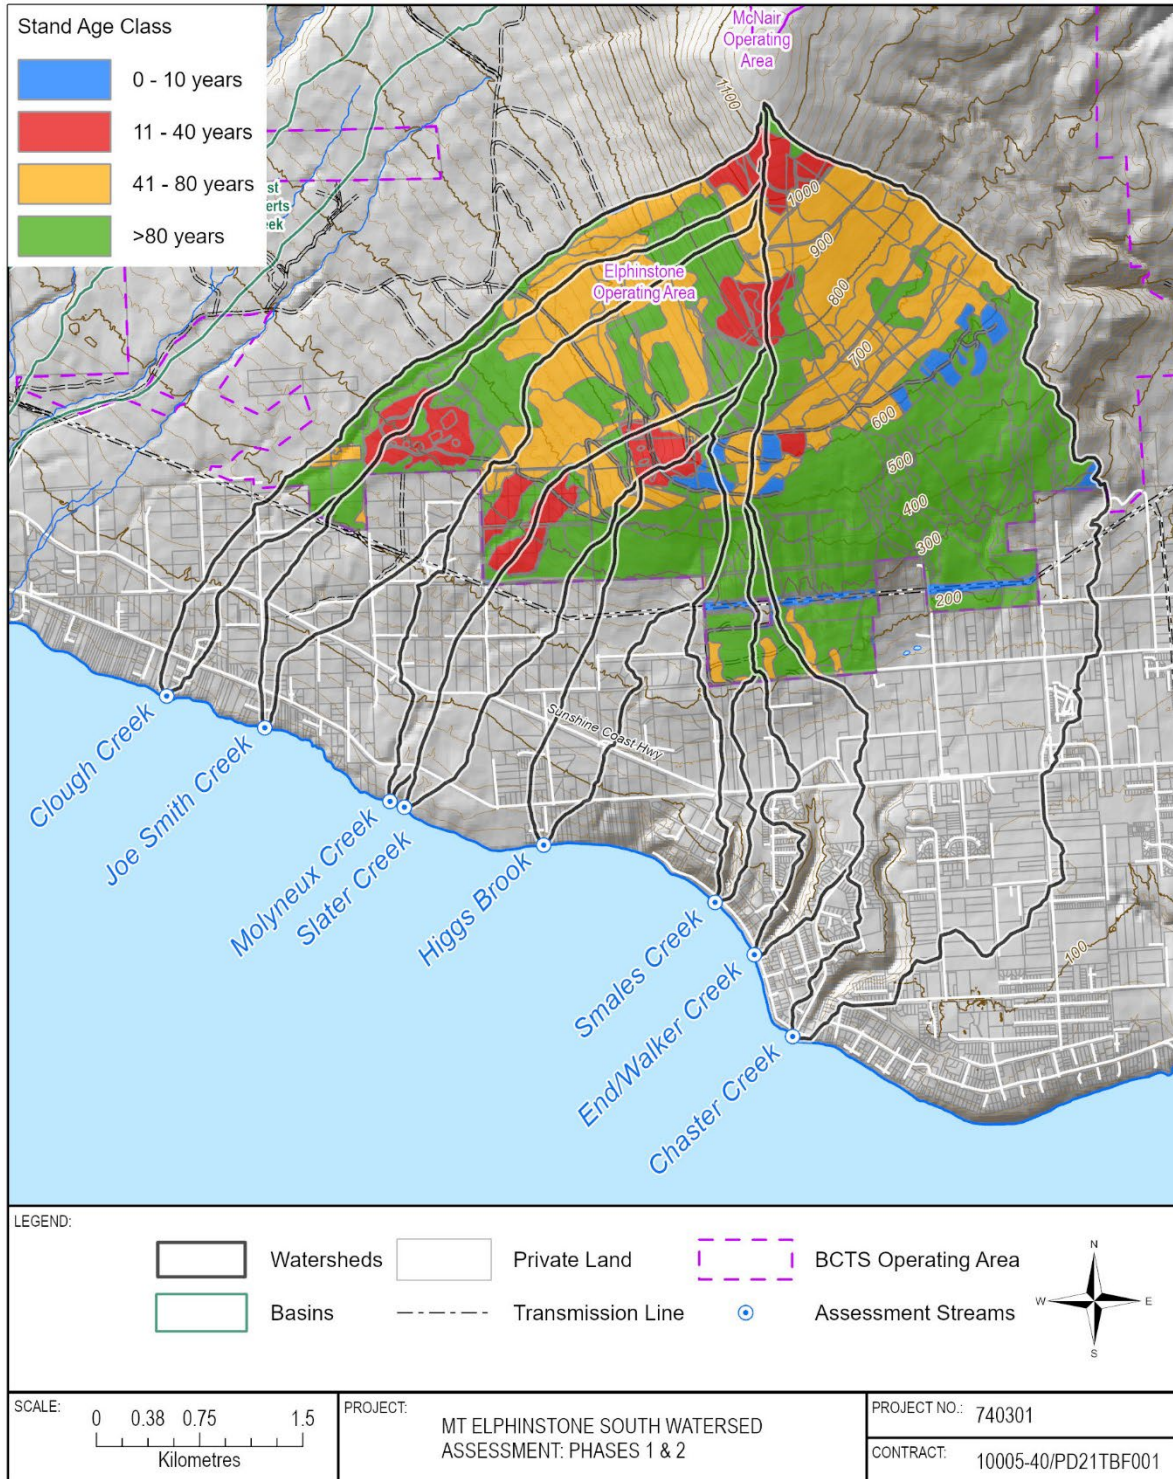 Stand Age Class
0 - 10 years
11 - 40 years
41 - 80 years
>80 years
McNair
Operating
Area
1100
1000
Elphinstone
Operating Area
900
800
700
600
500
400
300
200
Sunshine Coast Hwy
100
Clough Creek
Joe Smith Creek
Molyneux Creek
Slater Creek
Higgs Brook
Smales Creek
End/Walker Creek
Chaster Creek
LEGEND:
Watersheds
Private Land
BCTS Operating Area
Basins
Transmission Line
Assessment Streams
N
W
E
S
SCALE:
0 0.38 0.75 1.5
Kilometres
PROJECT:
MT ELPHINSTONE SOUTH WATERSED
ASSESSMENT: PHASES 1 & 2
PROJECT NO.: 740301
CONTRACT: 10005-40/PD21TBF001